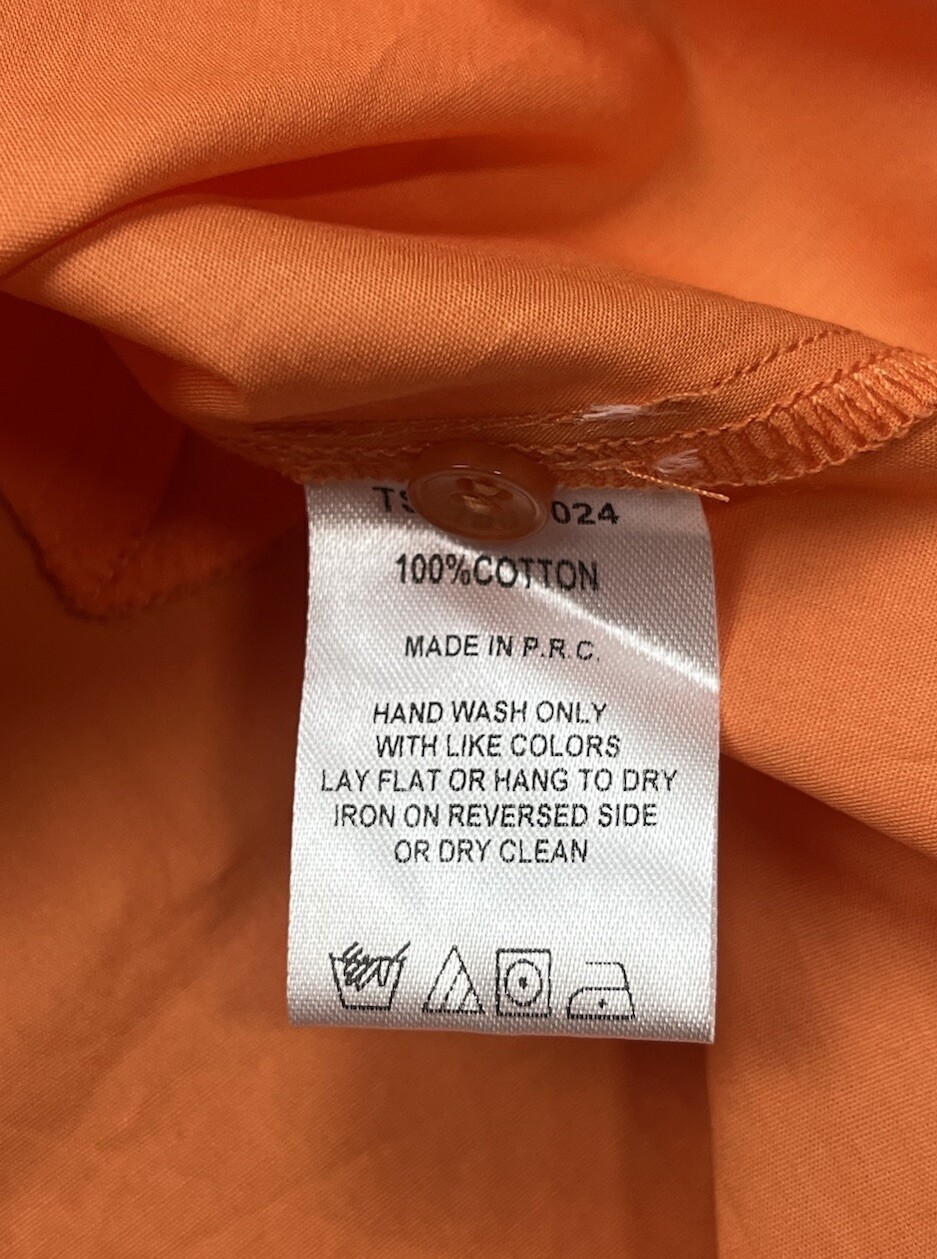 024
100%COTTON
MADE IN P.R.C.
HAND WASH ONLY
WITH LIKE COLORS
LAY FLAT OR HANG TO DRY
IRON ON REVERSED SIDE
OR DRY CLEAN